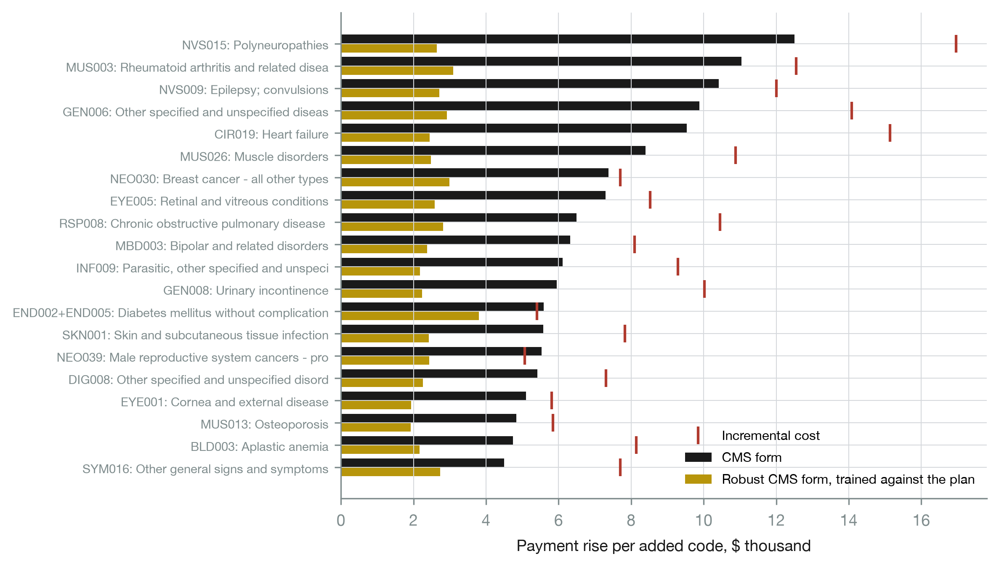 NVS015: Polyneuropathies
MUS003: Rheumatoid arthritis and related disea
NVS009: Epilepsy; convulsions
GEN006: Other specified and unspecified diseas
CIR019: Heart failure
MUS026: Muscle disorders
NEO030: Breast cancer - all other types
EYE005: Retinal and vitreous conditions
RSP008: Chronic obstructive pulmonary disease
MBD003: Bipolar and related disorders
INF009: Parasitic, other specified and unspeci
GEN008: Urinary incontinence
END002+END005: Diabetes mellitus without complication
SKN001: Skin and subcutaneous tissue infection
NEO039: Male reproductive system cancers - pro
DIG008: Other specified and unspecified disord
EYE001: Cornea and external disease
MUS013: Osteoporosis
BLD003: Aplastic anemia
SYM016: Other general signs and symptoms
Incremental cost
CMS form
Robust CMS form, trained against the plan
0 2 4 6 8 10 12 14 16
Payment rise per added code, $ thousand